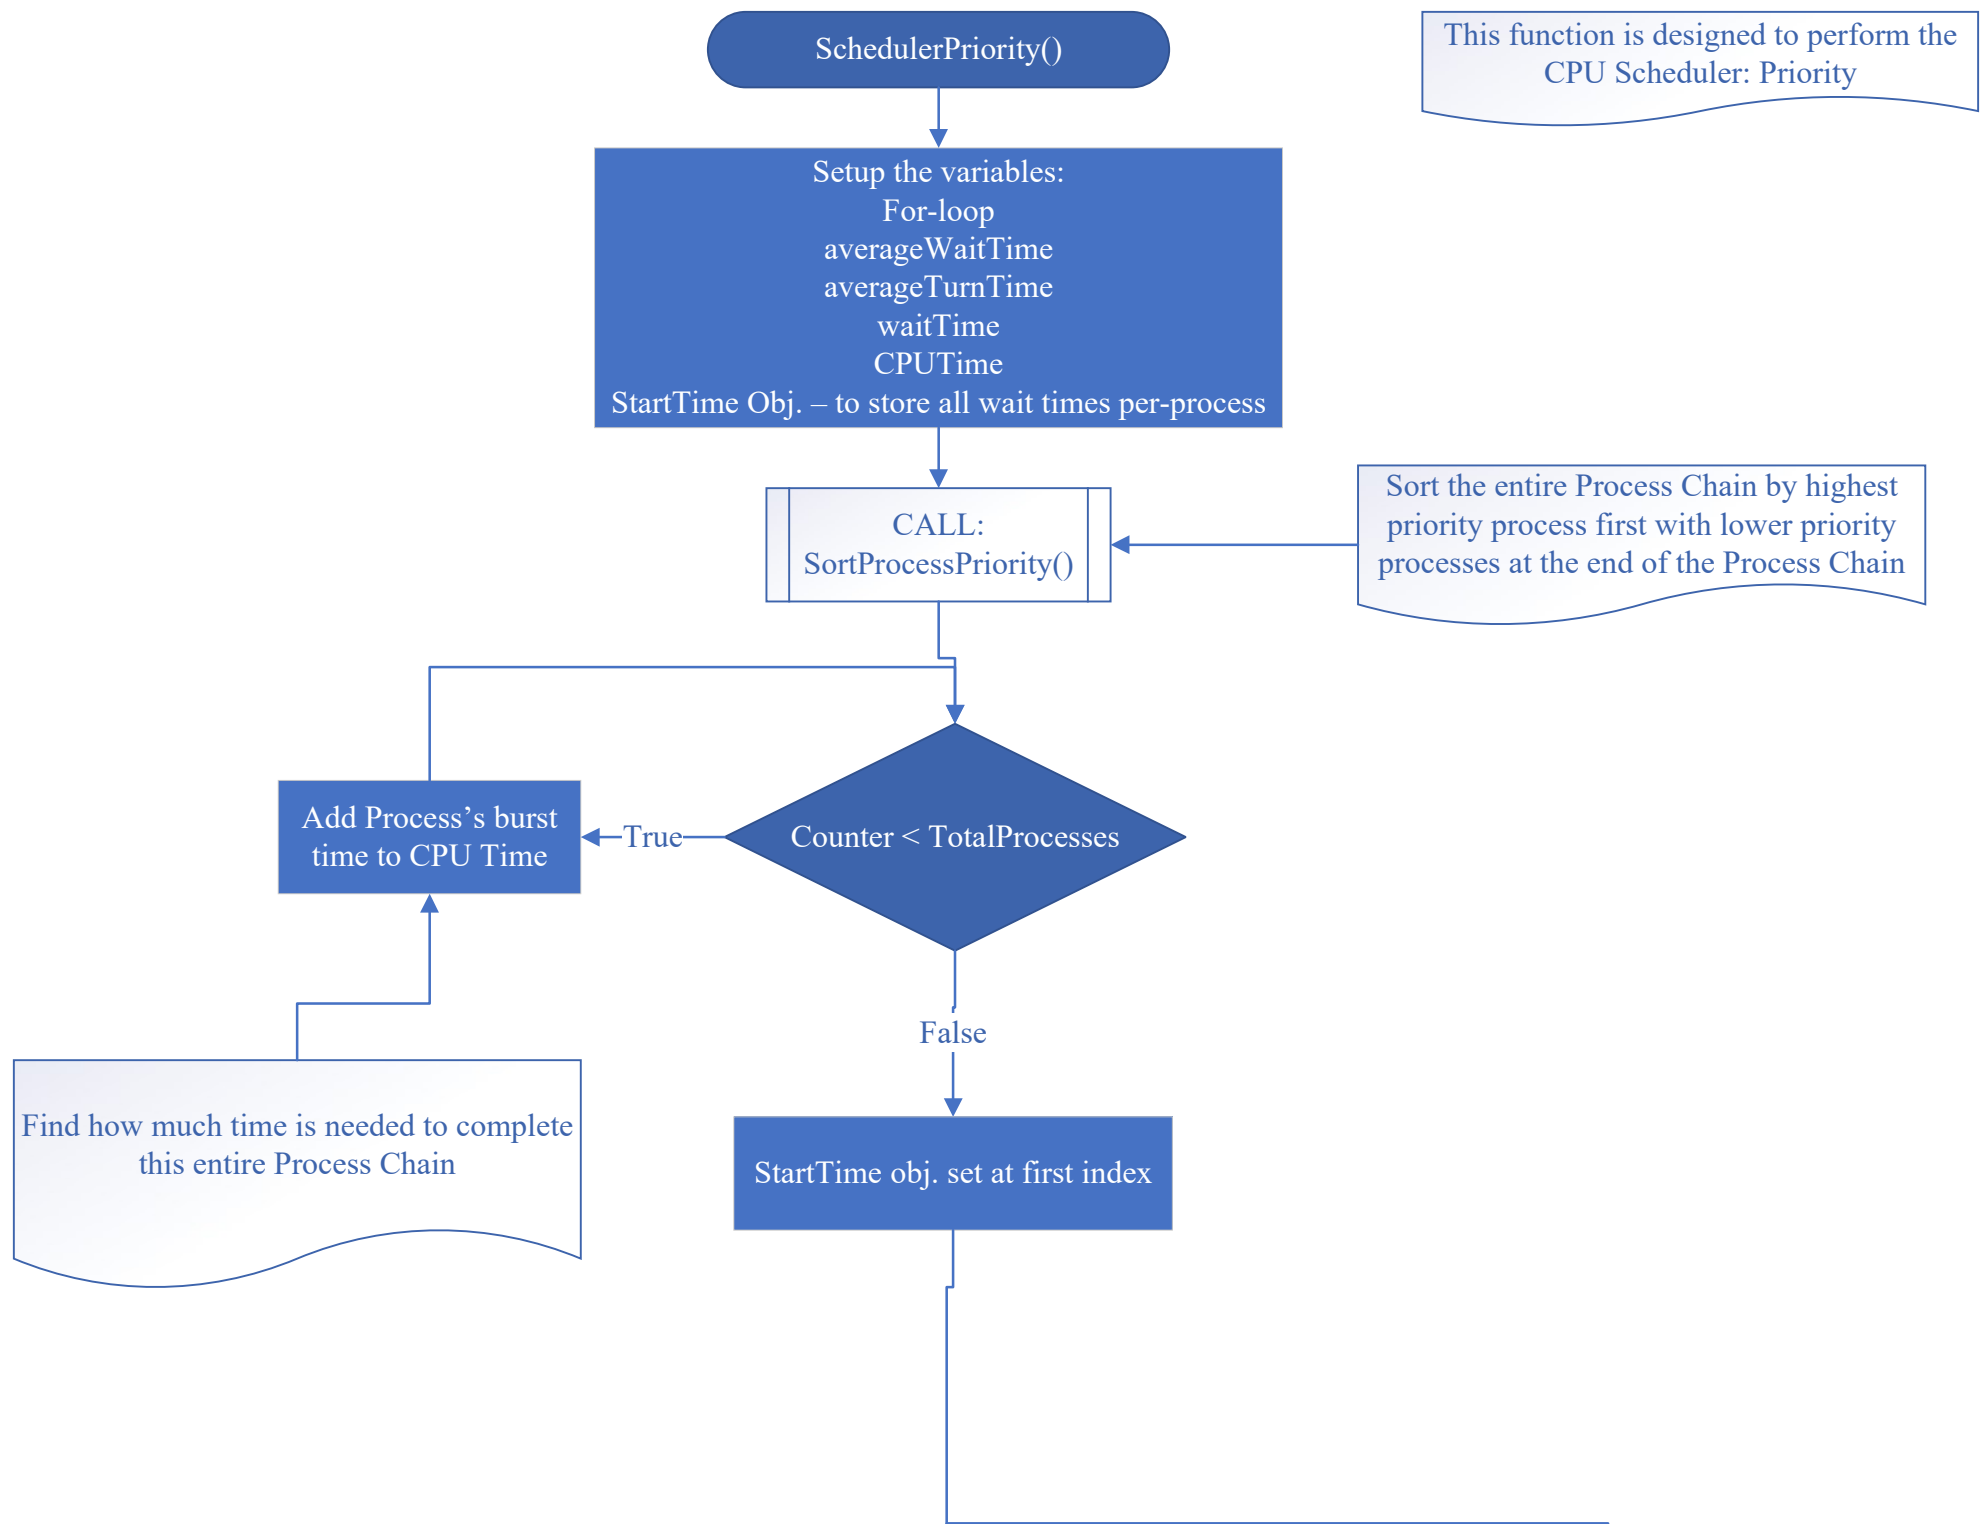 SchedulerPriority()
This function is designed to perform the
CPU Scheduler: Priority
Setup the variables:
For-loop
averageWaitTime
averageTurnTime
waitTime
CPUTime
StartTime Obj. – to store all wait times per-process
CALL:
SortProcessPriority()
Sort the entire Process Chain by highest
priority process first with lower priority
processes at the end of the Process Chain
Add Process’s burst
time to CPU Time
True
Counter < TotalProcesses
False
Find how much time is needed to complete
this entire Process Chain
StartTime obj. set at first index